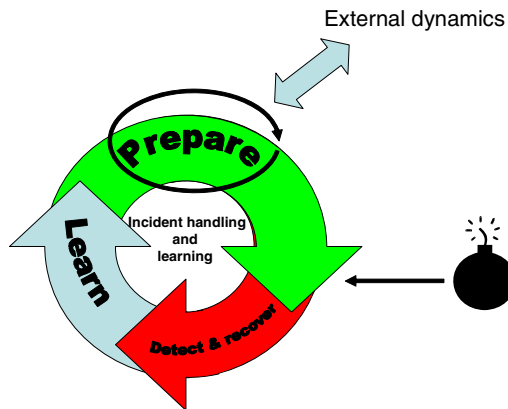 External dynamics
Prepare
Incident handling
and
learning
Learn
Detect & recover